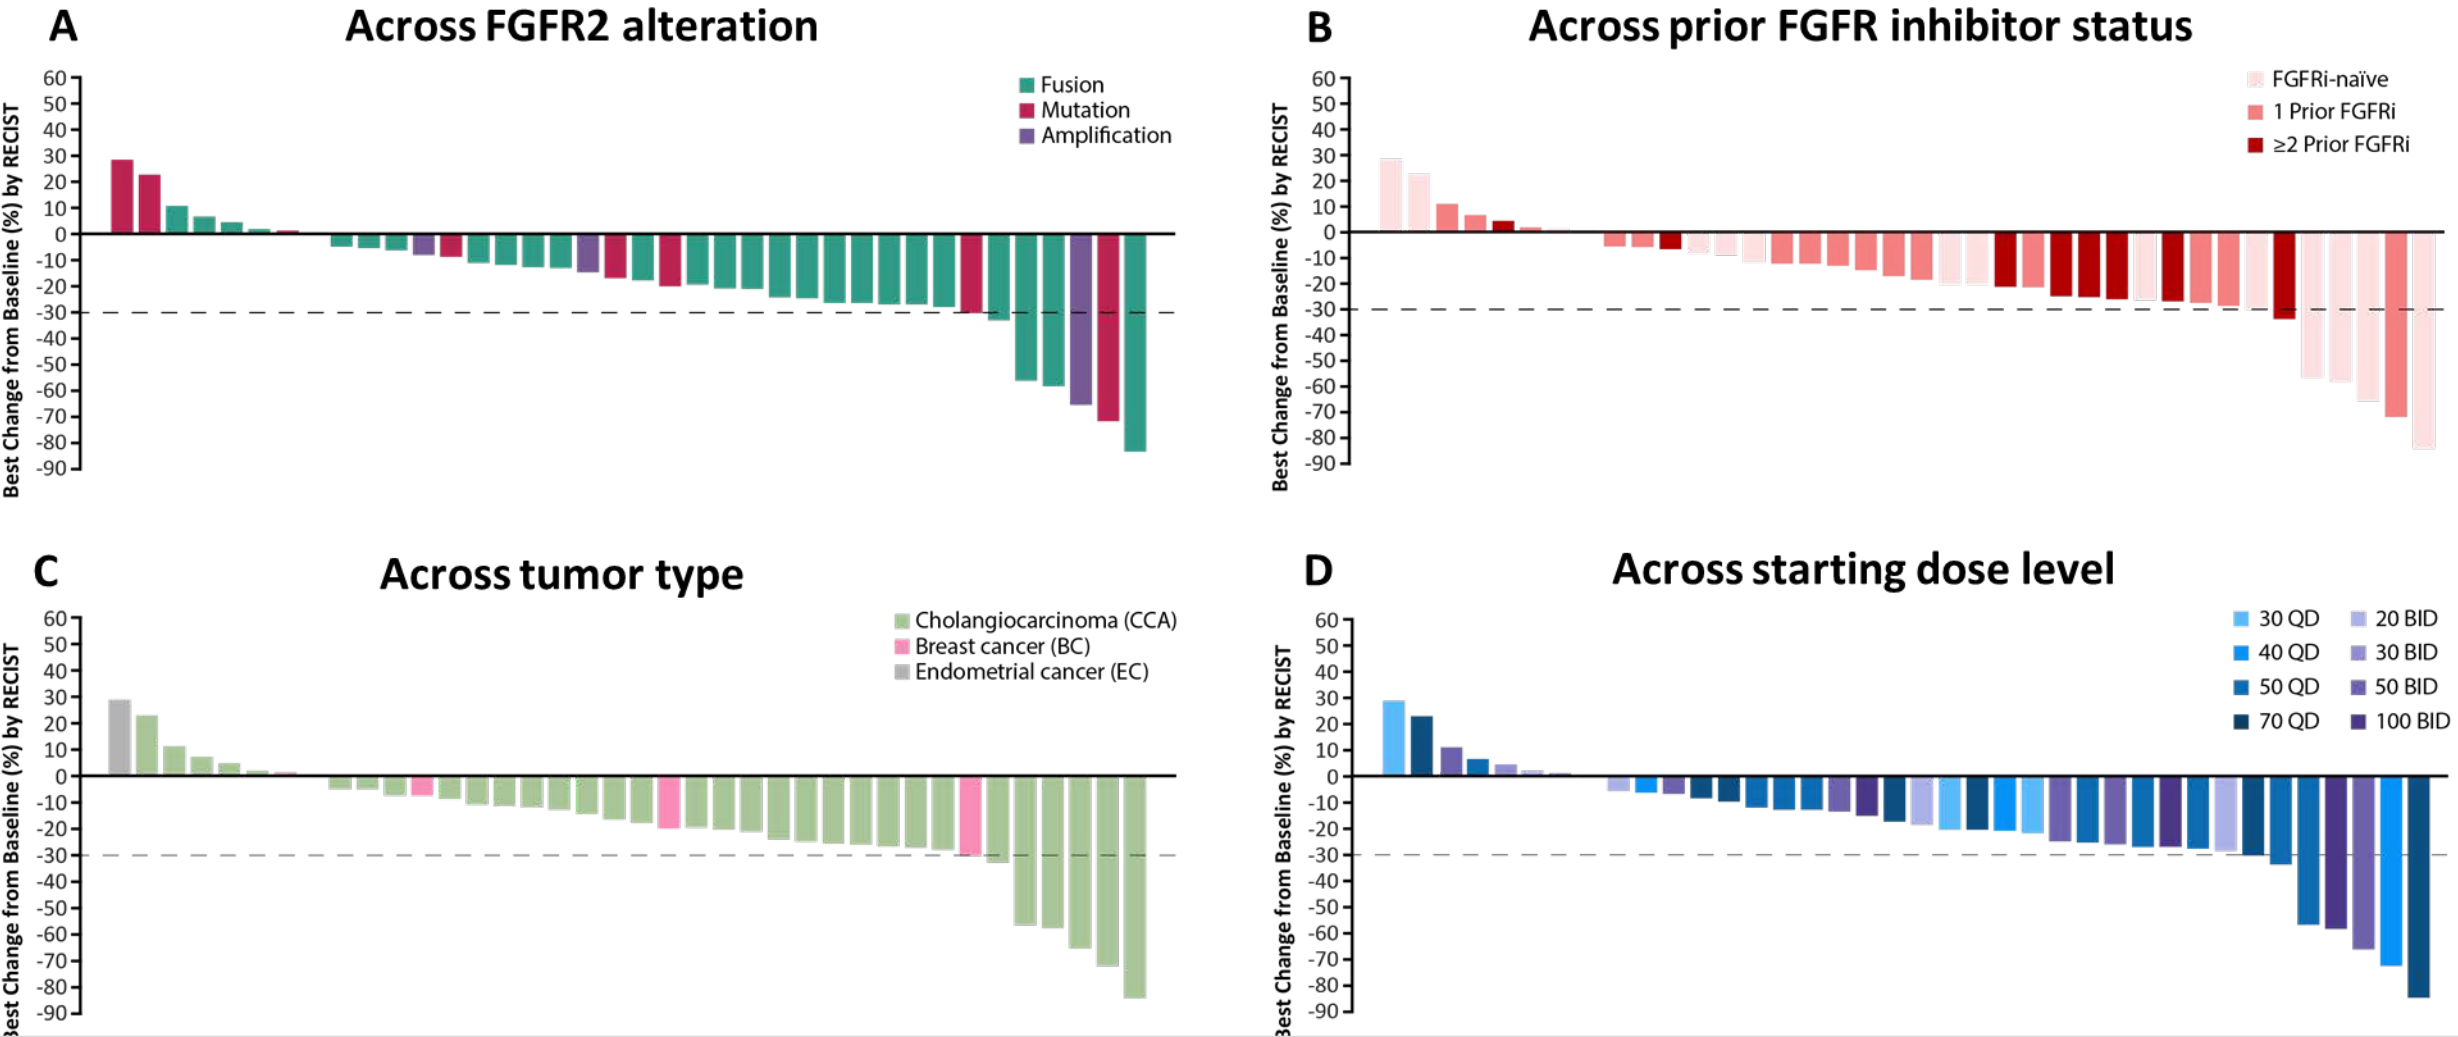 A
Across FGFR2 alteration
Best Change from Baseline (%) by RECIST
60
50
40
30
20
10
0
-10
-20
-30
-40
-50
-60
-70
-80
-90
Fusion
Mutation
Amplification
B
Across prior FGFR inhibitor status
Best Change from Baseline (%) by RECIST
60
50
40
30
20
10
0
-10
-20
-30
-40
-50
-60
-70
-80
-90
FGFRi-naïve
1 Prior FGFRi
≥2 Prior FGFRi
C
Across tumor type
Best Change from Baseline (%) by RECIST
60
50
40
30
20
10
0
-10
-20
-30
-40
-50
-60
-70
-80
-90
Cholangiocarcinoma (CCA)
Breast cancer (BC)
Endometrial cancer (EC)
D
Across starting dose level
Best Change from Baseline (%) by RECIST
60
50
40
30
20
10
0
-10
-20
-30
-40
-50
-60
-70
-80
-90
30 QD 20 BID
40 QD 30 BID
50 QD 50 BID
70 QD 100 BID